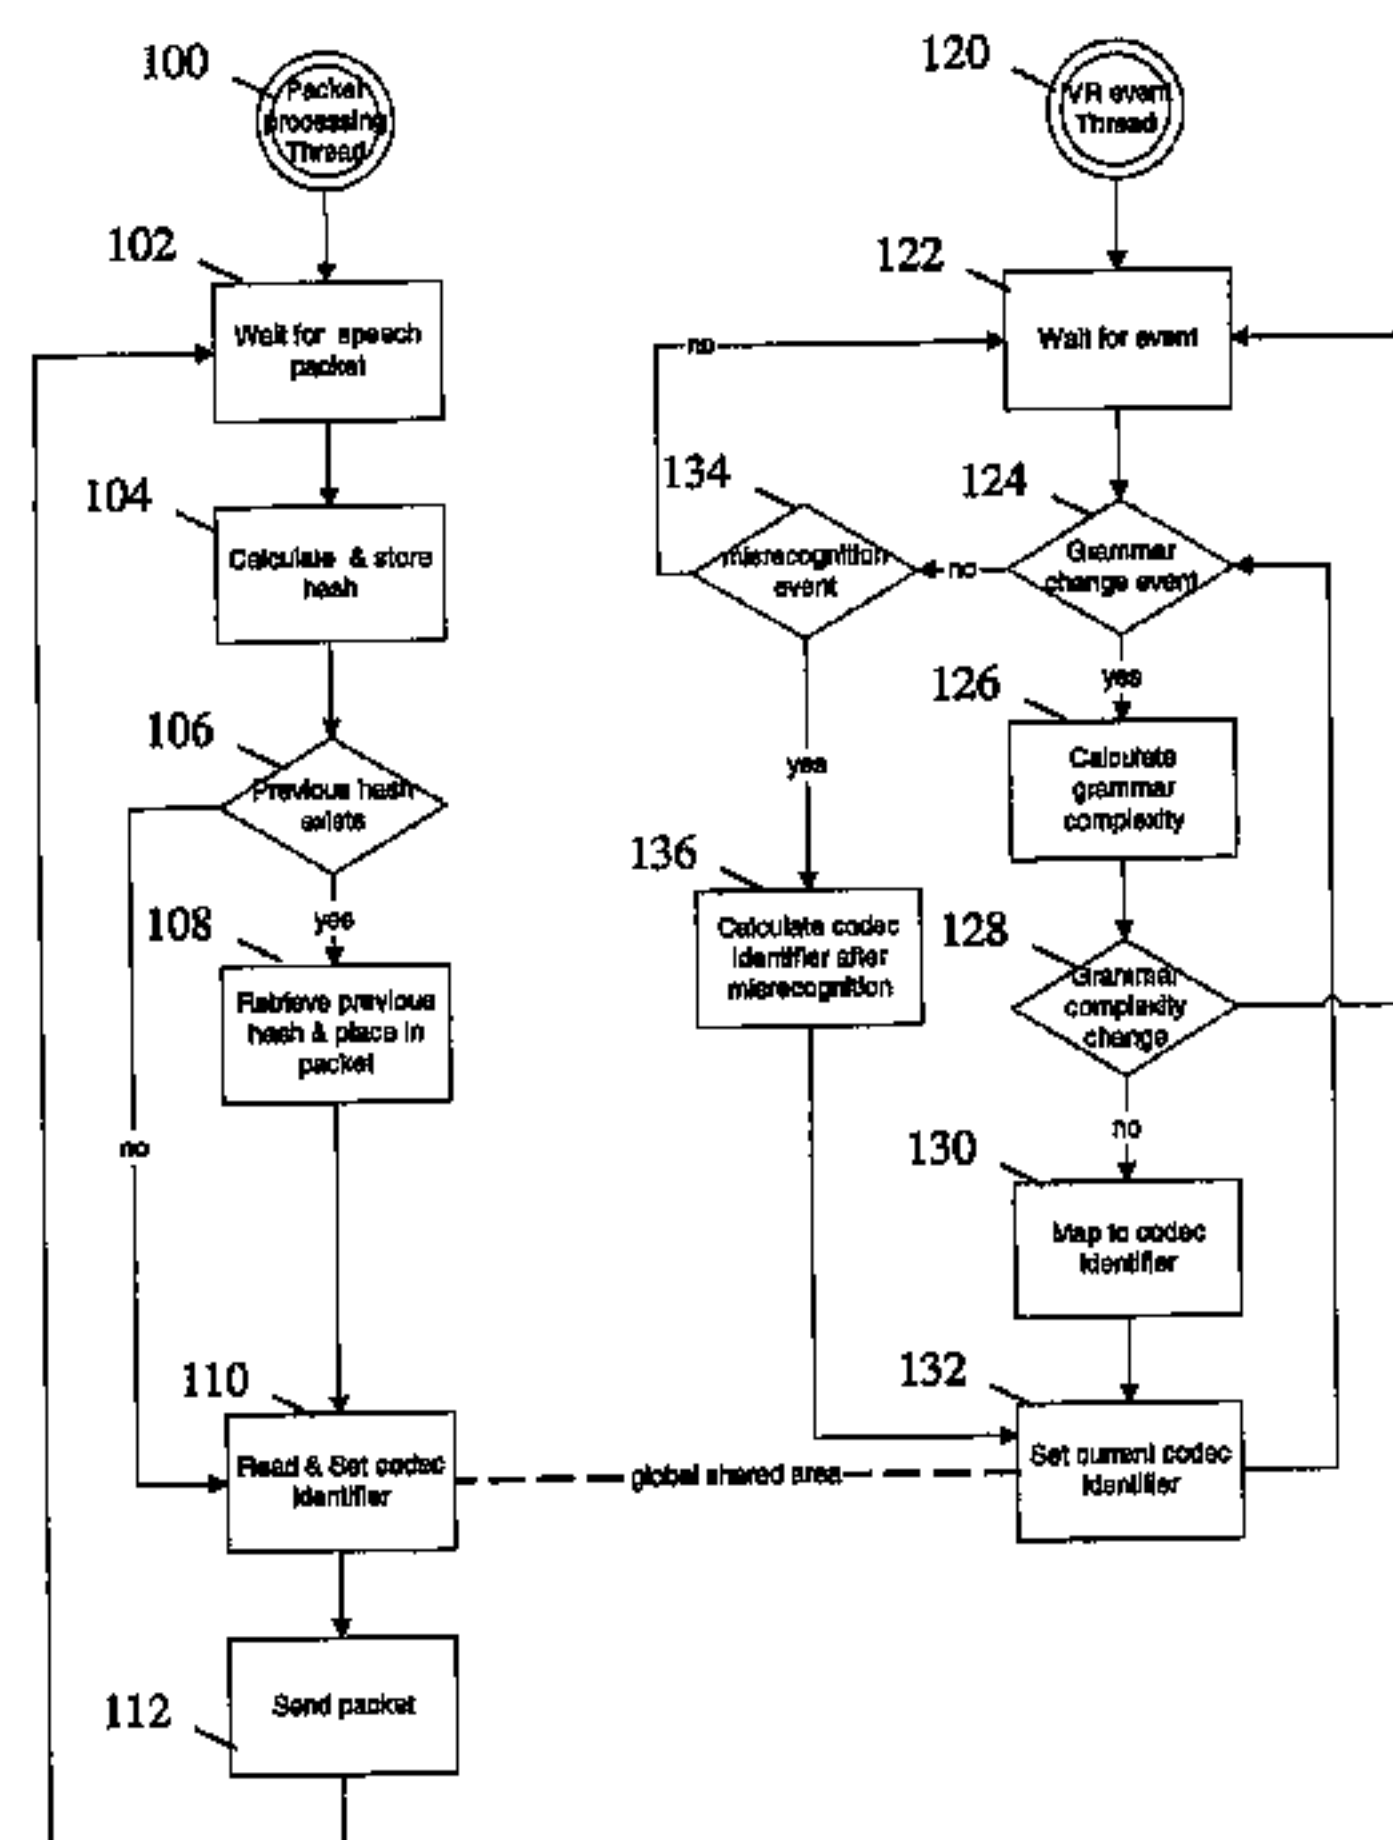 100
Packet
processing
Thread
102
Wait for speech
packet
104
Calculate & store
hash
106
Previous hash
exists
yes
108
Retrieve previous
hash & place in
packet
no
110
Read & Set codec
identifier
global shared area
112
Send packet
120
VR event
Thread
122
Wait for event
no
134
misrecognition
event
no
124
Grammar
change event
yes
126
Calculate
grammar
complexity
yes
136
Calculate codec
identifier after
misrecognition
128
Grammar
complexity
change
no
130
Map to codec
identifier
132
Set current codec
identifier